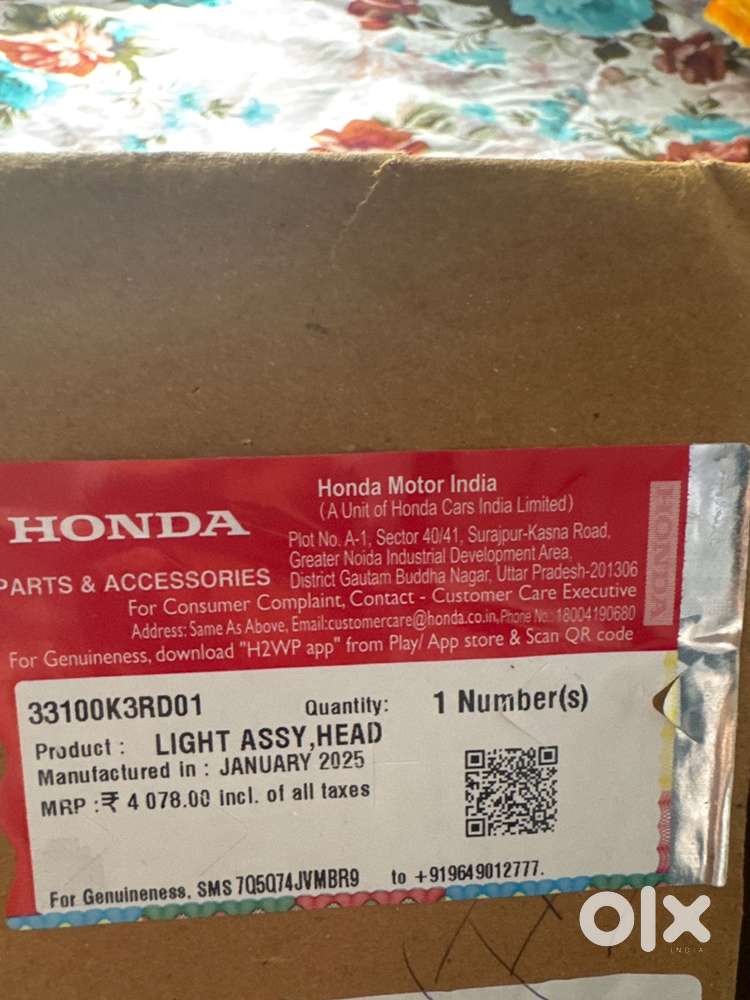 HONDA
PARTS & ACCESSORIES
Honda Motor India
(A Unit of Honda Cars India Limited)
Plot No. A-1, Sector 40/41, Surajpur-Kasna Road,
Greater Noida Industrial Development Area,
District Gautam Buddha Nagar, Uttar Pradesh-201306
For Consumer Complaint, Contact - Customer Care Executive
Address: Same As Above, Email:customercare@honda.co.in, Phone No.: 18004190680
For Genuineness, download "H2WP app" from Play/ App store & Scan QR code
HONDA
33100K3RD01 Quantity: 1 Number(s)
Product : LIGHT ASSY,HEAD
Manufactured in : JANUARY 2025
MRP :₹ 4 078.00 incl. of all taxes
For Genuineness, SMS 7Q5Q74JVMBR9 to +919649012777.
olx
INDIA